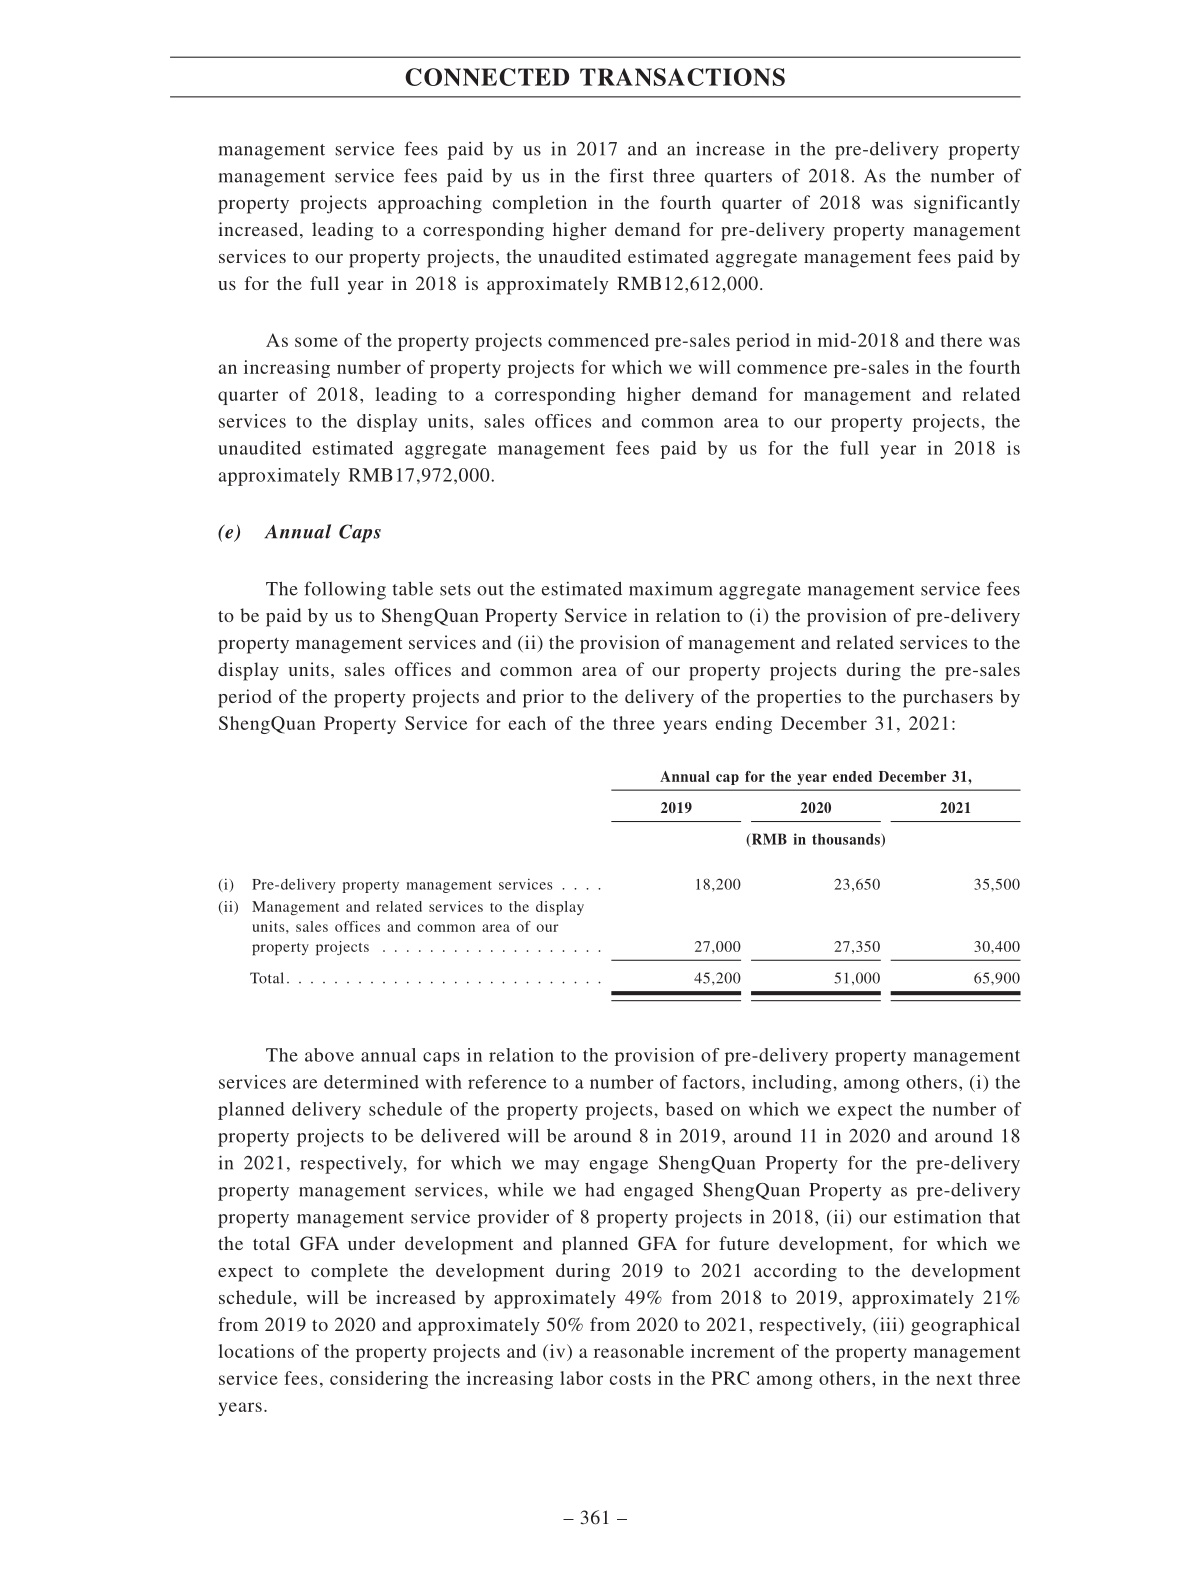 CONNECTED TRANSACTIONS
management service fees paid by us in 2017 and an increase in the pre-delivery property
management service fees paid by us in the first three quarters of 2018. As the number of
property projects approaching completion in the fourth quarter of 2018 was significantly
increased, leading to a corresponding higher demand for pre-delivery property management
services to our property projects, the unaudited estimated aggregate management fees paid by
us for the full year in 2018 is approximately RMB12,612,000.
As some of the property projects commenced pre-sales period in mid-2018 and there was
an increasing number of property projects for which we will commence pre-sales in the fourth
quarter of 2018, leading to a corresponding higher demand for management and related
services to the display units, sales offices and common area to our property projects, the
unaudited estimated aggregate management fees paid by us for the full year in 2018 is
approximately RMB17,972,000.
(e) Annual Caps
The following table sets out the estimated maximum aggregate management service fees
to be paid by us to ShengQuan Property Service in relation to (i) the provision of pre-delivery
property management services and (ii) the provision of management and related services to the
display units, sales offices and common area of our property projects during the pre-sales
period of the property projects and prior to the delivery of the properties to the purchasers by
ShengQuan Property Service for each of the three years ending December 31, 2021:
Annual cap for the year ended December 31,
2019 2020 2021
(RMB in thousands)
(i) Pre-delivery property management services . . . . 18,200 23,650 35,500
(ii) Management and related services to the display
units, sales offices and common area of our
property projects . . . . . . . . . . . . . . . . . . . 27,000 27,350 30,400
Total. . . . . . . . . . . . . . . . . . . . . . . . . . . 45,200 51,000 65,900
The above annual caps in relation to the provision of pre-delivery property management
services are determined with reference to a number of factors, including, among others, (i) the
planned delivery schedule of the property projects, based on which we expect the number of
property projects to be delivered will be around 8 in 2019, around 11 in 2020 and around 18
in 2021, respectively, for which we may engage ShengQuan Property for the pre-delivery
property management services, while we had engaged ShengQuan Property as pre-delivery
property management service provider of 8 property projects in 2018, (ii) our estimation that
the total GFA under development and planned GFA for future development, for which we
expect to complete the development during 2019 to 2021 according to the development
schedule, will be increased by approximately 49% from 2018 to 2019, approximately 21%
from 2019 to 2020 and approximately 50% from 2020 to 2021, respectively, (iii) geographical
locations of the property projects and (iv) a reasonable increment of the property management
service fees, considering the increasing labor costs in the PRC among others, in the next three
years.
– 361 –